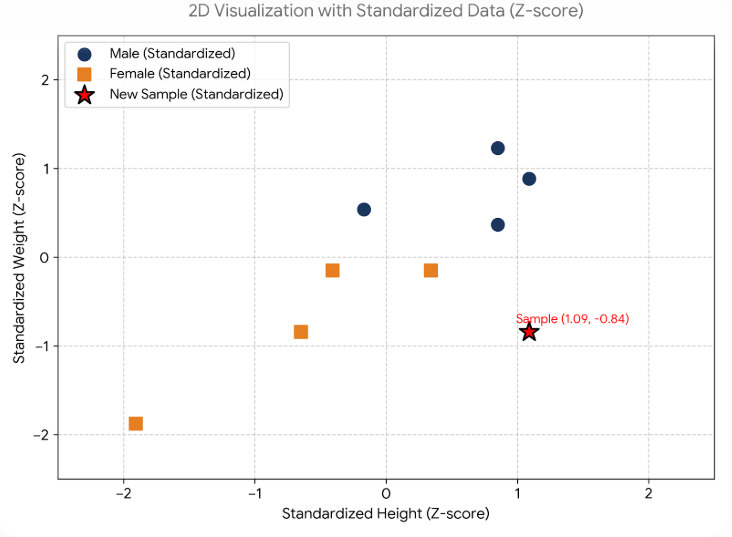 2D Visualization with Standardized Data (Z-score)
Male (Standardized)
Female (Standardized)
New Sample (Standardized)
2
1
0
−1
−2
Standardized Weight (Z-score)
Sample (1.09, -0.84)
−2
−1
0
1
2
Standardized Height (Z-score)